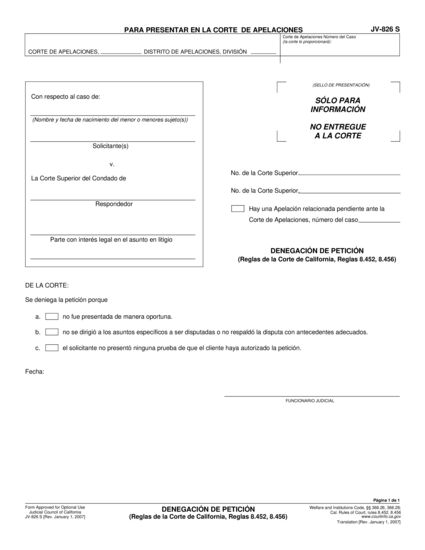 PARA PRESENTAR EN LA CORTE DE APELACIONES
JV-826 S
Corte de Apelaciones Número del Caso
(la corte lo proporcionará):
CORTE DE APELACIONES, DISTRITO DE APELACIONES, DIVISIÓN
Con respecto al caso de:
(Nombre y fecha de nacimiento del menor o menores sujeto(s))
Solicitante(s)
v.
La Corte Superior del Condado de
Respondedor
Parte con interés legal en el asunto en litigio
(SELLO DE PRESENTACIÓN)
SÓLO PARA
INFORMACIÓN
NO ENTREGUE
A LA CORTE
No. de la Corte Superior
No. de la Corte Superior
Hay una Apelación relacionada pendiente ante la
Corte de Apelaciones, número del caso
DENEGACIÓN DE PETICIÓN
(Reglas de la Corte de California, Reglas 8.452, 8.456)
DE LA CORTE:
Se deniega la petición porque
a. no fue presentada de manera oportuna.
b. no se dirigió a los asuntos específicos a ser disputadas o no respaldó la disputa con antecedentes adecuados.
c. el solicitante no presentó ninguna prueba de que el cliente haya autorizado la petición.
Fecha:
FUNCIONARIO JUDICIAL
Página 1 de 1
Form Approved for Optional Use
Judicial Council of California
JV-826 S [Rev. January 1, 2007]
DENEGACIÓN DE PETICIÓN
(Reglas de la Corte de California, Reglas 8.452, 8.456)
Welfare and Institutions Code, §§ 366.26, 366.28;
Cal. Rules of Court, rules 8.452, 8.456
www.courtinfo.ca.gov
Translation [Rev. January 1, 2007]